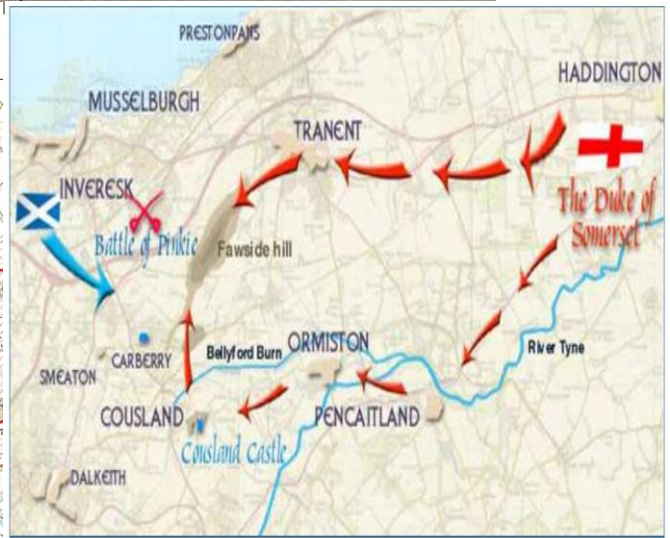 PRESTONPANS
HADDINGTON
MUSSELBURGH
TRANENT
INVERESK
The Duke of
Somerset
Battle of Pinkie
Fawside hill
River Tyne
Bellyford Burn
ORMISTON
CARBERRY
SMEATON
COUSLAND
PENCAITLAND
Cousland Castle
DALKEITH